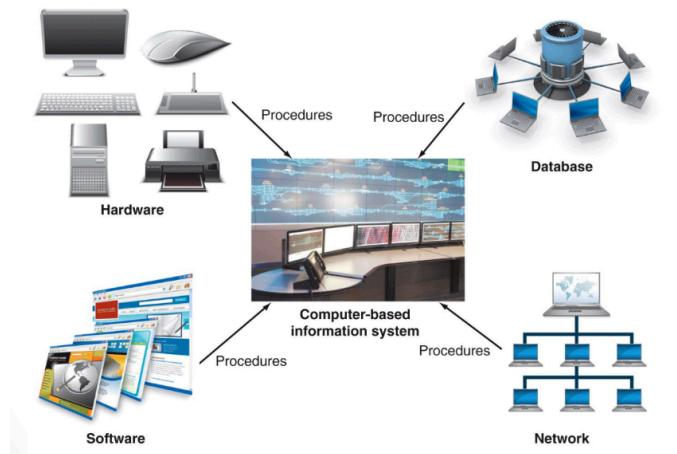 Procedures
Procedures
Database
Hardware
Computer-based
information system
Procedures
Procedures
Software
Network